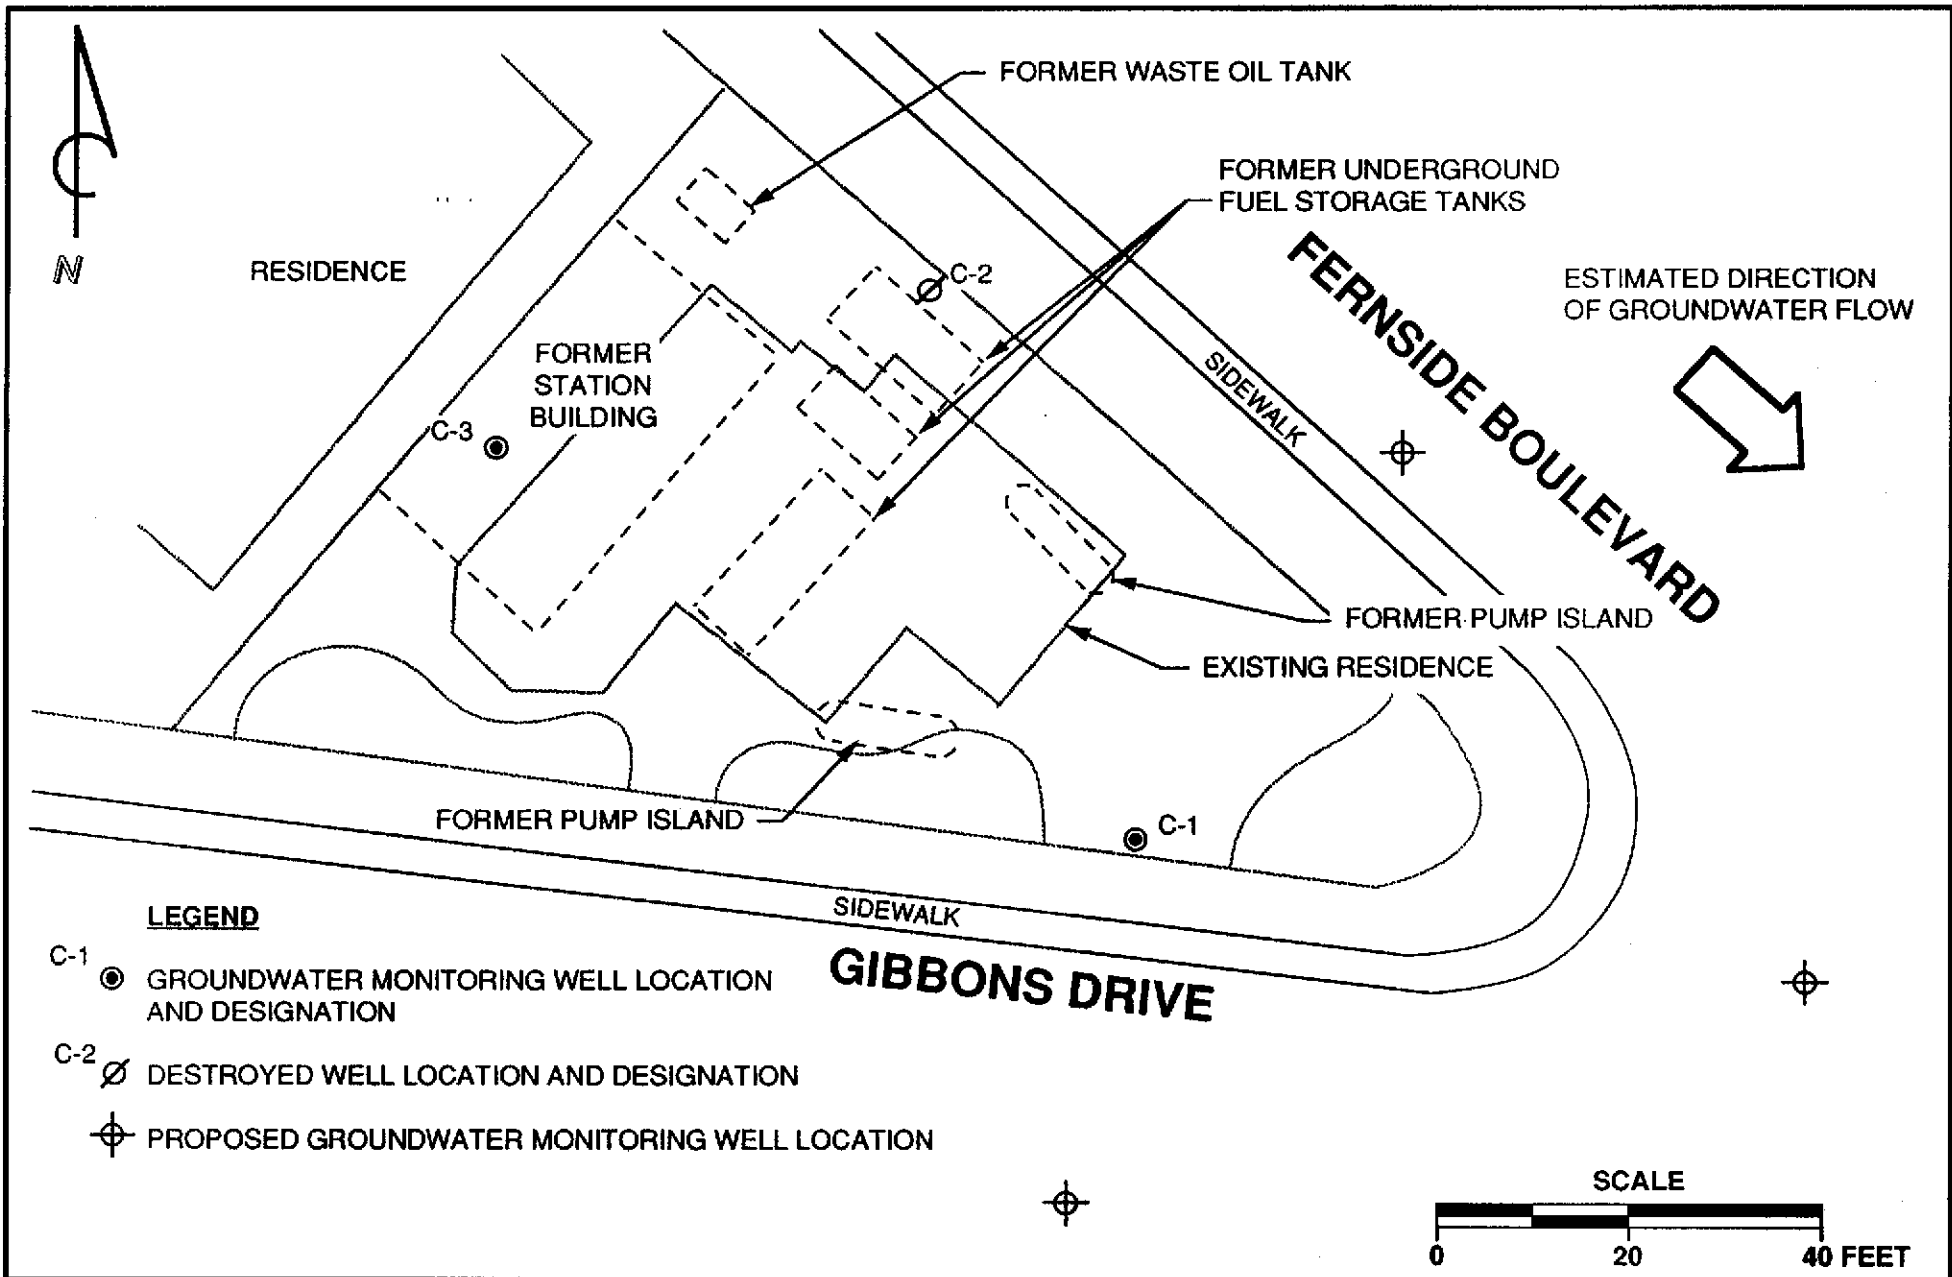 FORMER WASTE OIL TANK
FORMER UNDERGROUND
FUEL STORAGE TANKS
N
RESIDENCE
C-2
FERNSIDE BOULEVARD
ESTIMATED DIRECTION
OF GROUNDWATER FLOW
FORMER
STATION
BUILDING
SIDEWALK
C-3
FORMER PUMP ISLAND
EXISTING RESIDENCE
FORMER PUMP ISLAND
C-1
SIDEWALK
GIBBONS DRIVE
LEGEND
C-1
GROUNDWATER MONITORING WELL LOCATION
AND DESIGNATION
C-2
DESTROYED WELL LOCATION AND DESIGNATION
PROPOSED GROUNDWATER MONITORING WELL LOCATION
SCALE
0 20 40 FEET